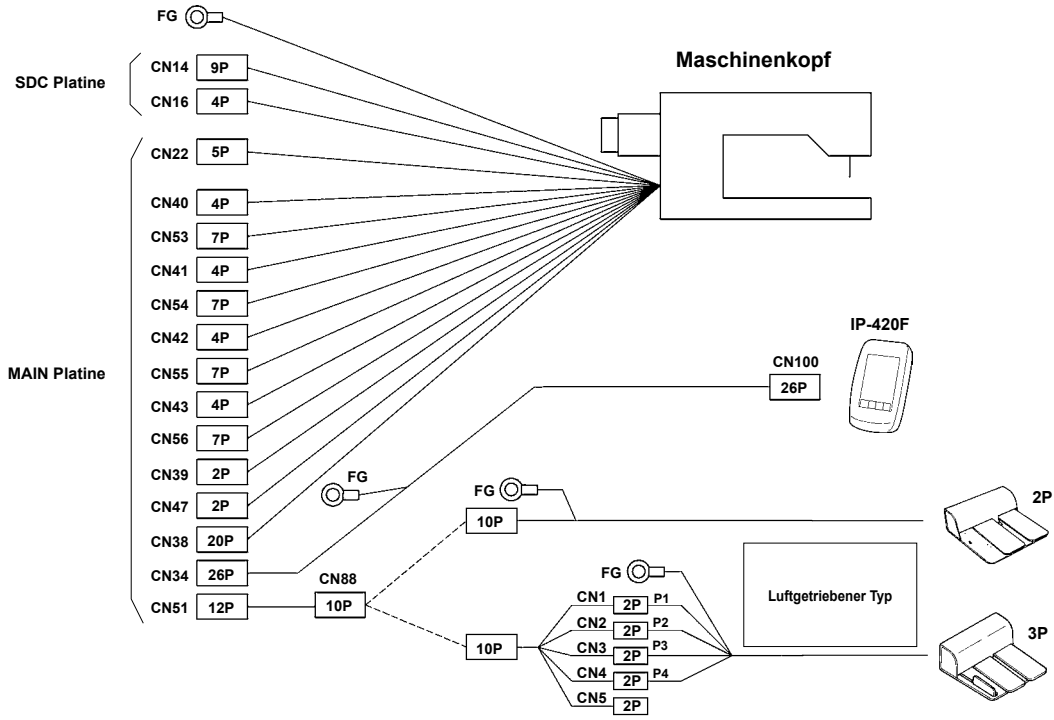 FG
Maschinenkopf
SDC Platine
CN14 9P
CN16 4P
CN22 5P
CN40 4P
CN53 7P
CN41 4P
CN54 7P
CN42 4P
MAIN Platine
CN55 7P
CN43 4P
CN56 7P
CN39 2P
CN47 2P
CN38 20P
CN34 26P
CN51 12P
IP-420F
CN100
26P
FG
FG
10P
2P
CN88
10P
FG
Luftgetriebener Typ
10P
CN1 2P P1
CN2 2P P2
CN3 2P P3
CN4 2P P4
CN5 2P
3P